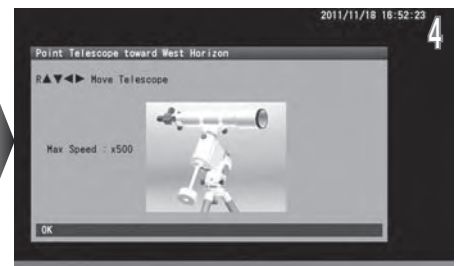 2011/11/18 16:52:23
4
Point Telescope toward West Horizon
R▲▼◀▶ Move Telescope
Max Speed : x500
OK